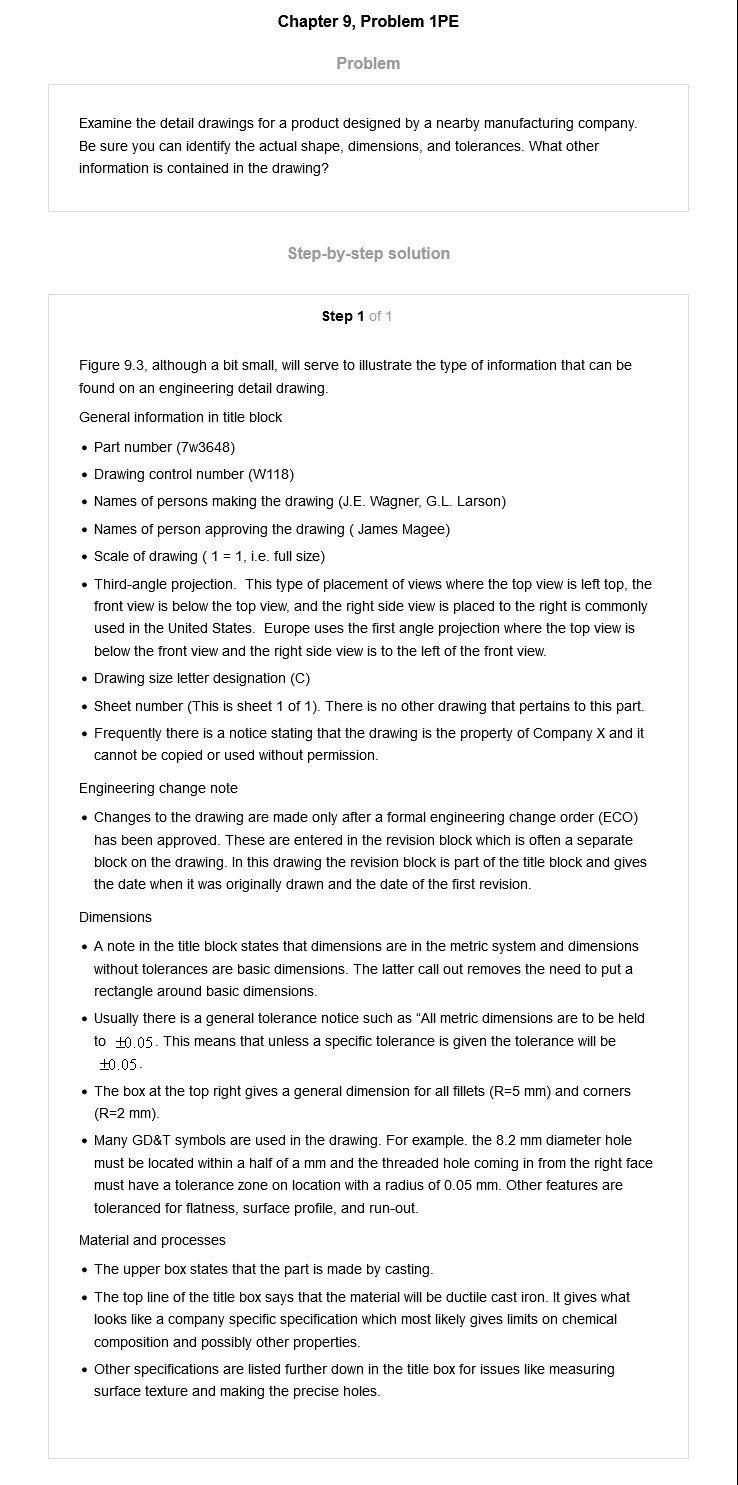 Chapter 9, Problem 1PE
Problem
Examine the detail drawings for a product designed by a nearby manufacturing company.
Be sure you can identify the actual shape, dimensions, and tolerances. What other
information is contained in the drawing?
Step-by-step solution
Step 1 of 1
Figure 9.3, although a bit small, will serve to illustrate the type of information that can be
found on an engineering detail drawing.
General information in title block
• Part number (7w3648)
• Drawing control number (W118)
• Names of persons making the drawing (J.E. Wagner, G.L. Larson)
• Names of person approving the drawing ( James Magee)
• Scale of drawing ( 1 = 1, i.e. full size)
• Third-angle projection.  This type of placement of views where the top view is left top, the
front view is below the top view, and the right side view is placed to the right is commonly
used in the United States.  Europe uses the first angle projection where the top view is
below the front view and the right side view is to the left of the front view.
• Drawing size letter designation (C)
• Sheet number (This is sheet 1 of 1). There is no other drawing that pertains to this part.
• Frequently there is a notice stating that the drawing is the property of Company X and it
cannot be copied or used without permission.
Engineering change note
• Changes to the drawing are made only after a formal engineering change order (ECO)
has been approved. These are entered in the revision block which is often a separate
block on the drawing. In this drawing the revision block is part of the title block and gives
the date when it was originally drawn and the date of the first revision.
Dimensions
• A note in the title block states that dimensions are in the metric system and dimensions
without tolerances are basic dimensions. The latter call out removes the need to put a
rectangle around basic dimensions.
• Usually there is a general tolerance notice such as “All metric dimensions are to be held
to ±0.05. This means that unless a specific tolerance is given the tolerance will be
±0.05.
• The box at the top right gives a general dimension for all fillets (R=5 mm) and corners
(R=2 mm).
• Many GD&T symbols are used in the drawing. For example. the 8.2 mm diameter hole
must be located within a half of a mm and the threaded hole coming in from the right face
must have a tolerance zone on location with a radius of 0.05 mm. Other features are
toleranced for flatness, surface profile, and run-out.
Material and processes
• The upper box states that the part is made by casting.
• The top line of the title box says that the material will be ductile cast iron. It gives what
looks like a company specific specification which most likely gives limits on chemical
composition and possibly other properties.
• Other specifications are listed further down in the title box for issues like measuring
surface texture and making the precise holes.